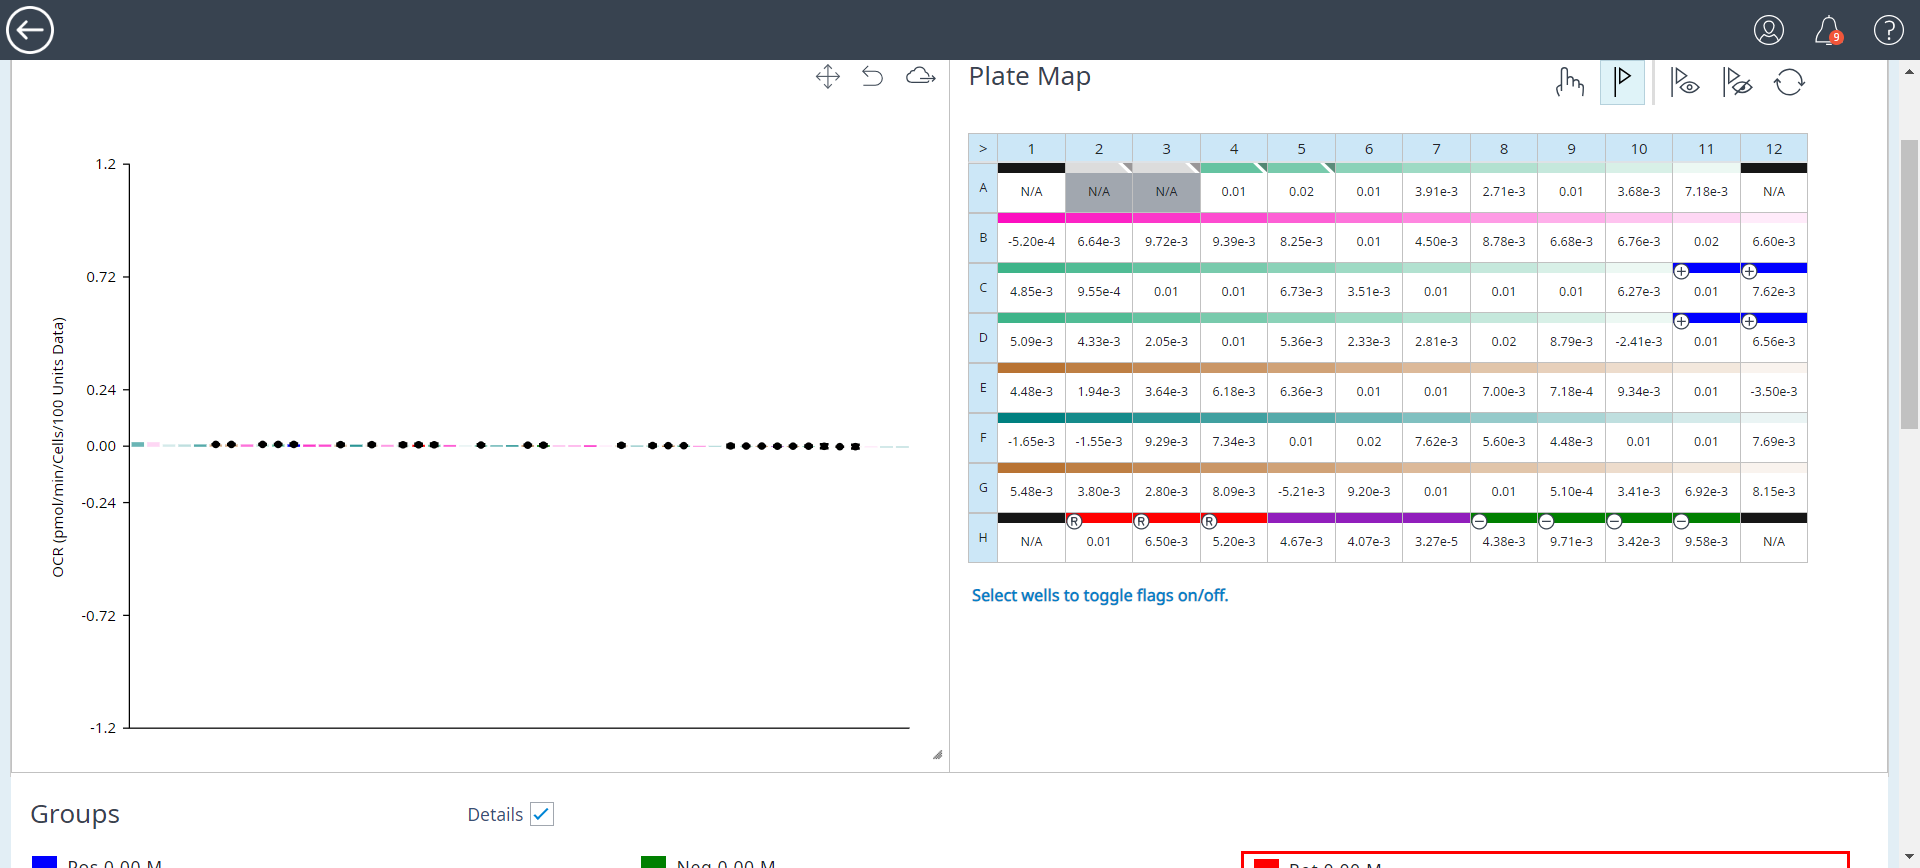 9
?
Plate Map
1.2
0.72
0.24
0.00
-0.24
-0.72
-1.2
OCR (pmol/min/Cells/100 Units Data)
> 1 2 3 4 5 6 7 8 9 10 11 12
A N/A N/A N/A 0.01 0.02 0.01 3.91e-3 2.71e-3 0.01 3.68e-3 7.18e-3 N/A
B -5.20e-4 6.64e-3 9.72e-3 9.39e-3 8.25e-3 0.01 4.50e-3 8.78e-3 6.68e-3 6.76e-3 0.02 6.60e-3
+ +
C 4.85e-3 9.55e-4 0.01 0.01 6.73e-3 3.51e-3 0.01 0.01 0.01 6.27e-3 0.01 7.62e-3
+ +
D 5.09e-3 4.33e-3 2.05e-3 0.01 5.36e-3 2.33e-3 2.81e-3 0.02 8.79e-3 -2.41e-3 0.01 6.56e-3
E 4.48e-3 1.94e-3 3.64e-3 6.18e-3 6.36e-3 0.01 0.01 7.00e-3 7.18e-4 9.34e-3 0.01 -3.50e-3
F -1.65e-3 -1.55e-3 9.29e-3 7.34e-3 0.01 0.02 7.62e-3 5.60e-3 4.48e-3 0.01 0.01 7.69e-3
G 5.48e-3 3.80e-3 2.80e-3 8.09e-3 -5.21e-3 9.20e-3 0.01 0.01 5.10e-4 3.41e-3 6.92e-3 8.15e-3
R R R − − − −
H N/A 0.01 6.50e-3 5.20e-3 4.67e-3 4.07e-3 3.27e-5 4.38e-3 9.71e-3 3.42e-3 9.58e-3 N/A
Select wells to toggle flags on/off.
Groups
Details
Pos 0.00 M
Neg 0.00 M